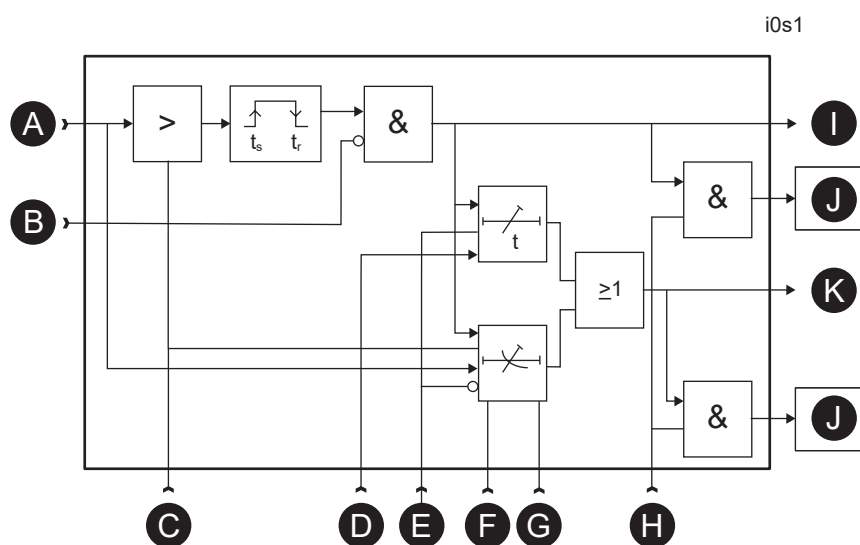 i0s1
A > ts tr & I
B & J
t
≥1 K
& J
C D E F G H